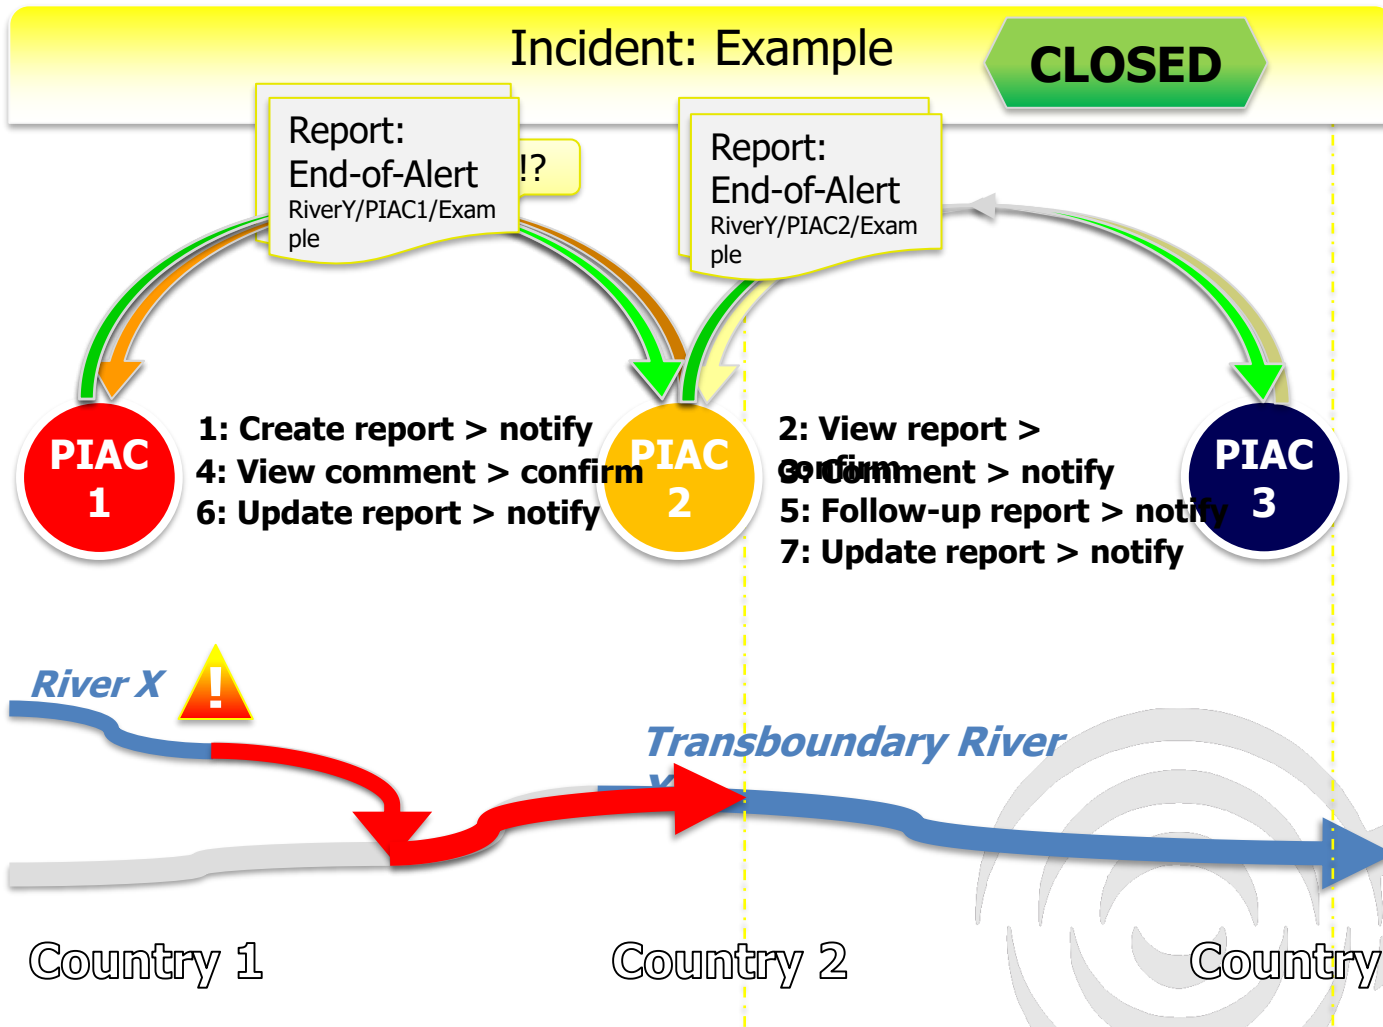 Incident: Example
CLOSED
Report:
End-of-Alert
RiverY/PIAC1/Exam
ple
!?
Report:
End-of-Alert
RiverY/PIAC2/Exam
ple
PIAC
1
1: Create report > notify
4: View comment > confirm
6: Update report > notify
PIAC
2
2: View report >
confirm
3: Comment > notify
5: Follow-up report > notify
7: Update report > notify
PIAC
3
River X
!
Transboundary River
Y
Country 1
Country 2
Country